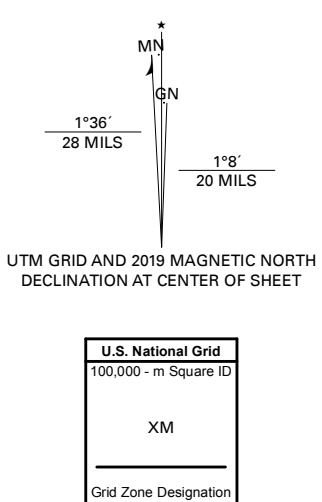 ★
MN
GN
1°36´
28 MILS
1°8´
20 MILS
UTM GRID AND 2019 MAGNETIC NORTH
DECLINATION AT CENTER OF SHEET
U.S. National Grid
100,000 - m Square ID
XM
Grid Zone Designation